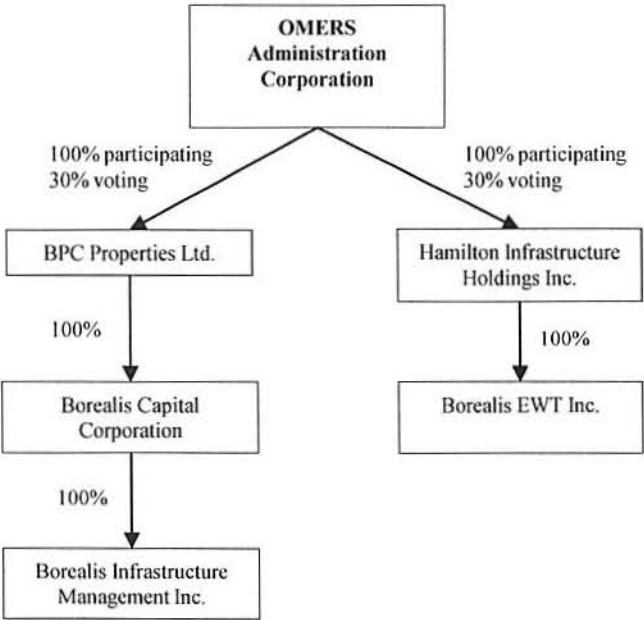 OMERS
Administration
Corporation
100% participating
30% voting
100% participating
30% voting
BPC Properties Ltd.
Hamilton Infrastructure
Holdings Inc.
100%
100%
Borealis Capital
Corporation
Borealis EWT Inc.
100%
Borealis Infrastructure
Management Inc.